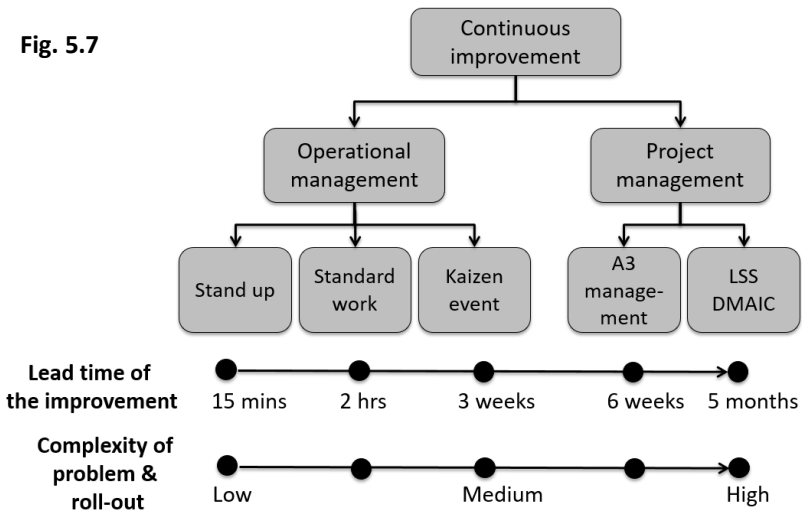 Fig. 5.7
Continuous
improvement
Operational
management
Project
management
Stand up
Standard
work
Kaizen
event
A3
manage-
ment
LSS
DMAIC
Lead time of
the improvement
15 mins
2 hrs
3 weeks
6 weeks
5 months
Complexity of
problem &
roll-out
Low
Medium
High